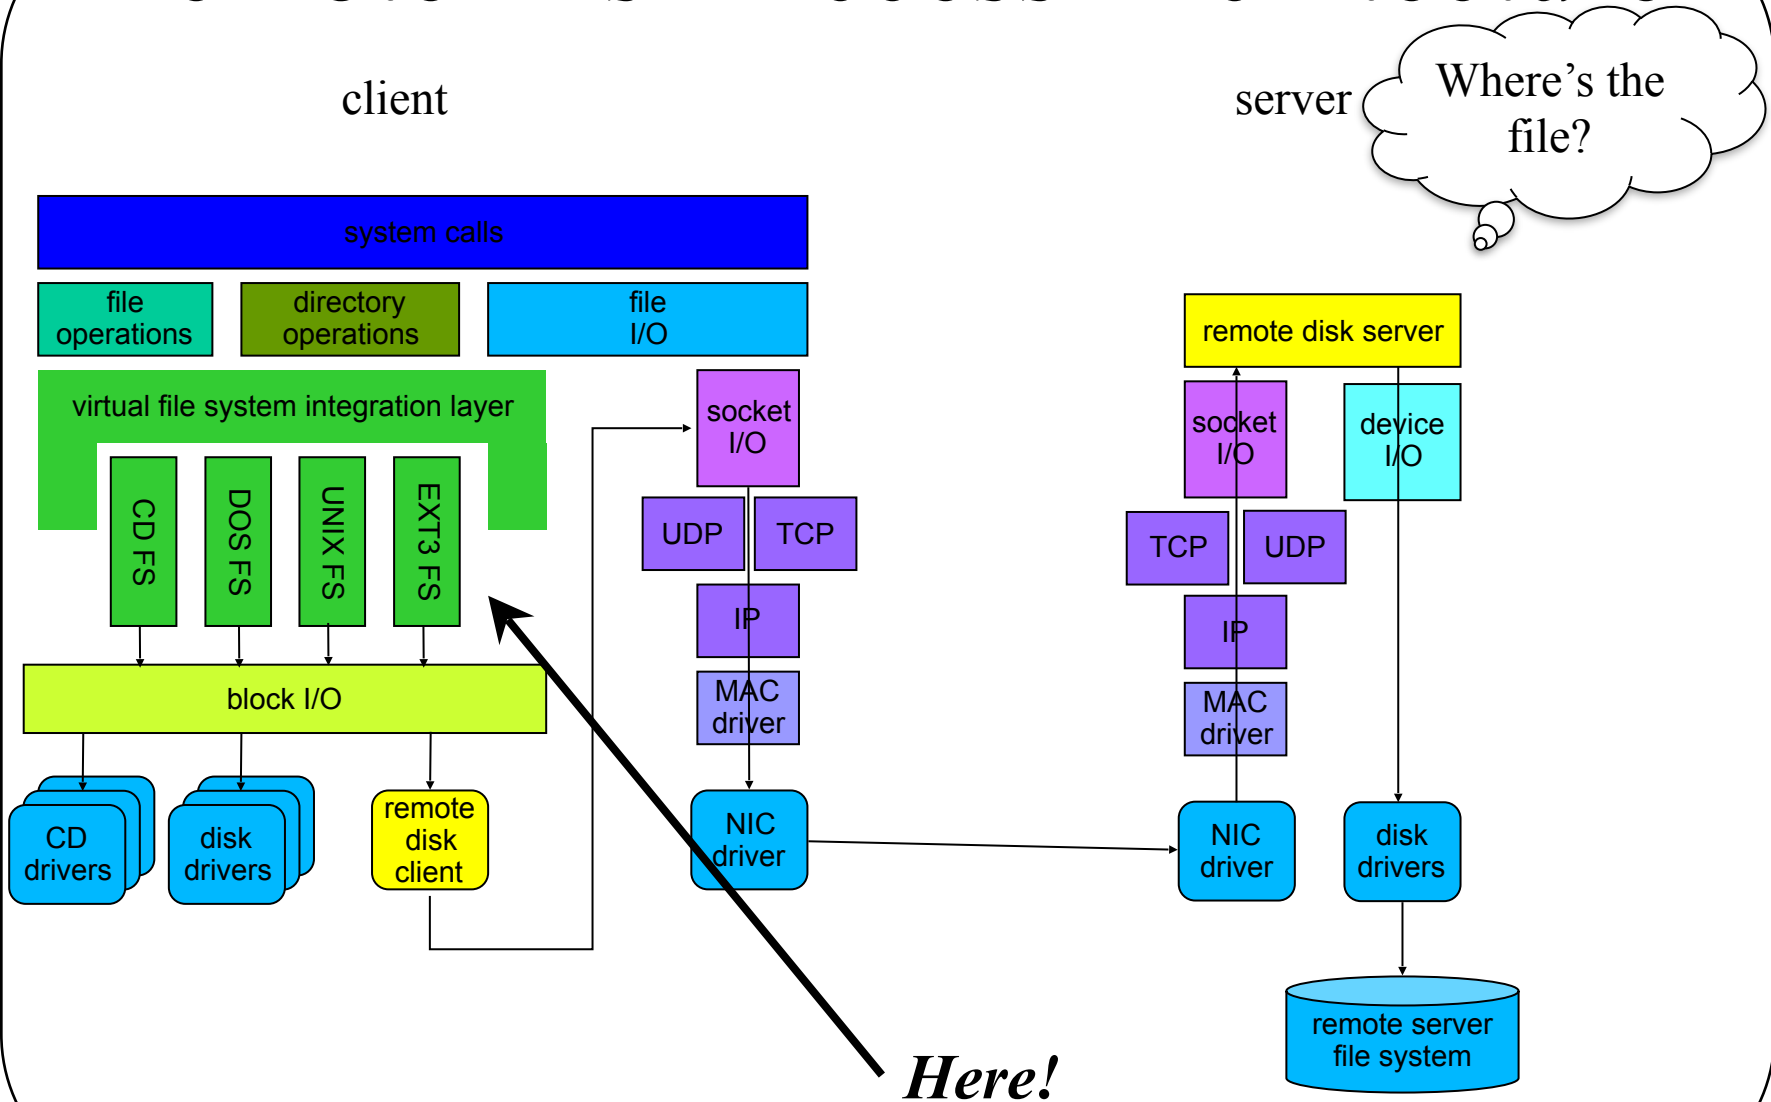 client
server
Where's the
file?
system calls
file
operations
directory
operations
file
I/O
remote disk server
virtual file system integration layer
socket
I/O
socket
I/O
device
I/O
CD FS
DOS FS
UNIX FS
EXT3 FS
UDP
TCP
TCP
UDP
IP
IP
block I/O
MAC
driver
MAC
driver
CD
drivers
disk
drivers
remote
disk
client
NIC
driver
NIC
driver
disk
drivers
remote server
file system
Here!